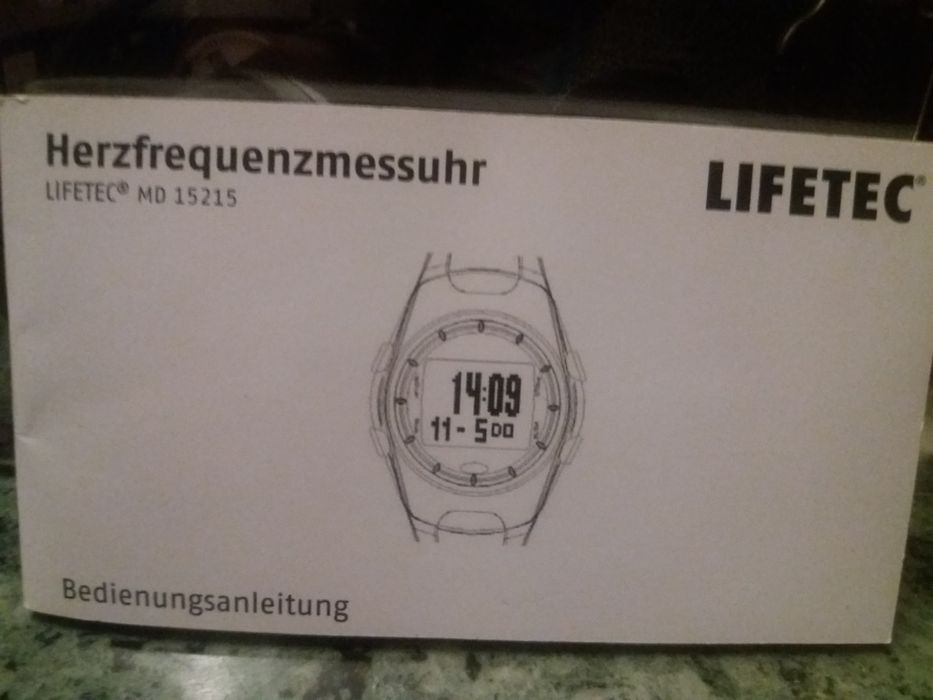 Herzfrequenzmessuhr
LIFETEC® MD 15215
LIFETEC®
14:09
11- 5DO
Bedienungsanleitung